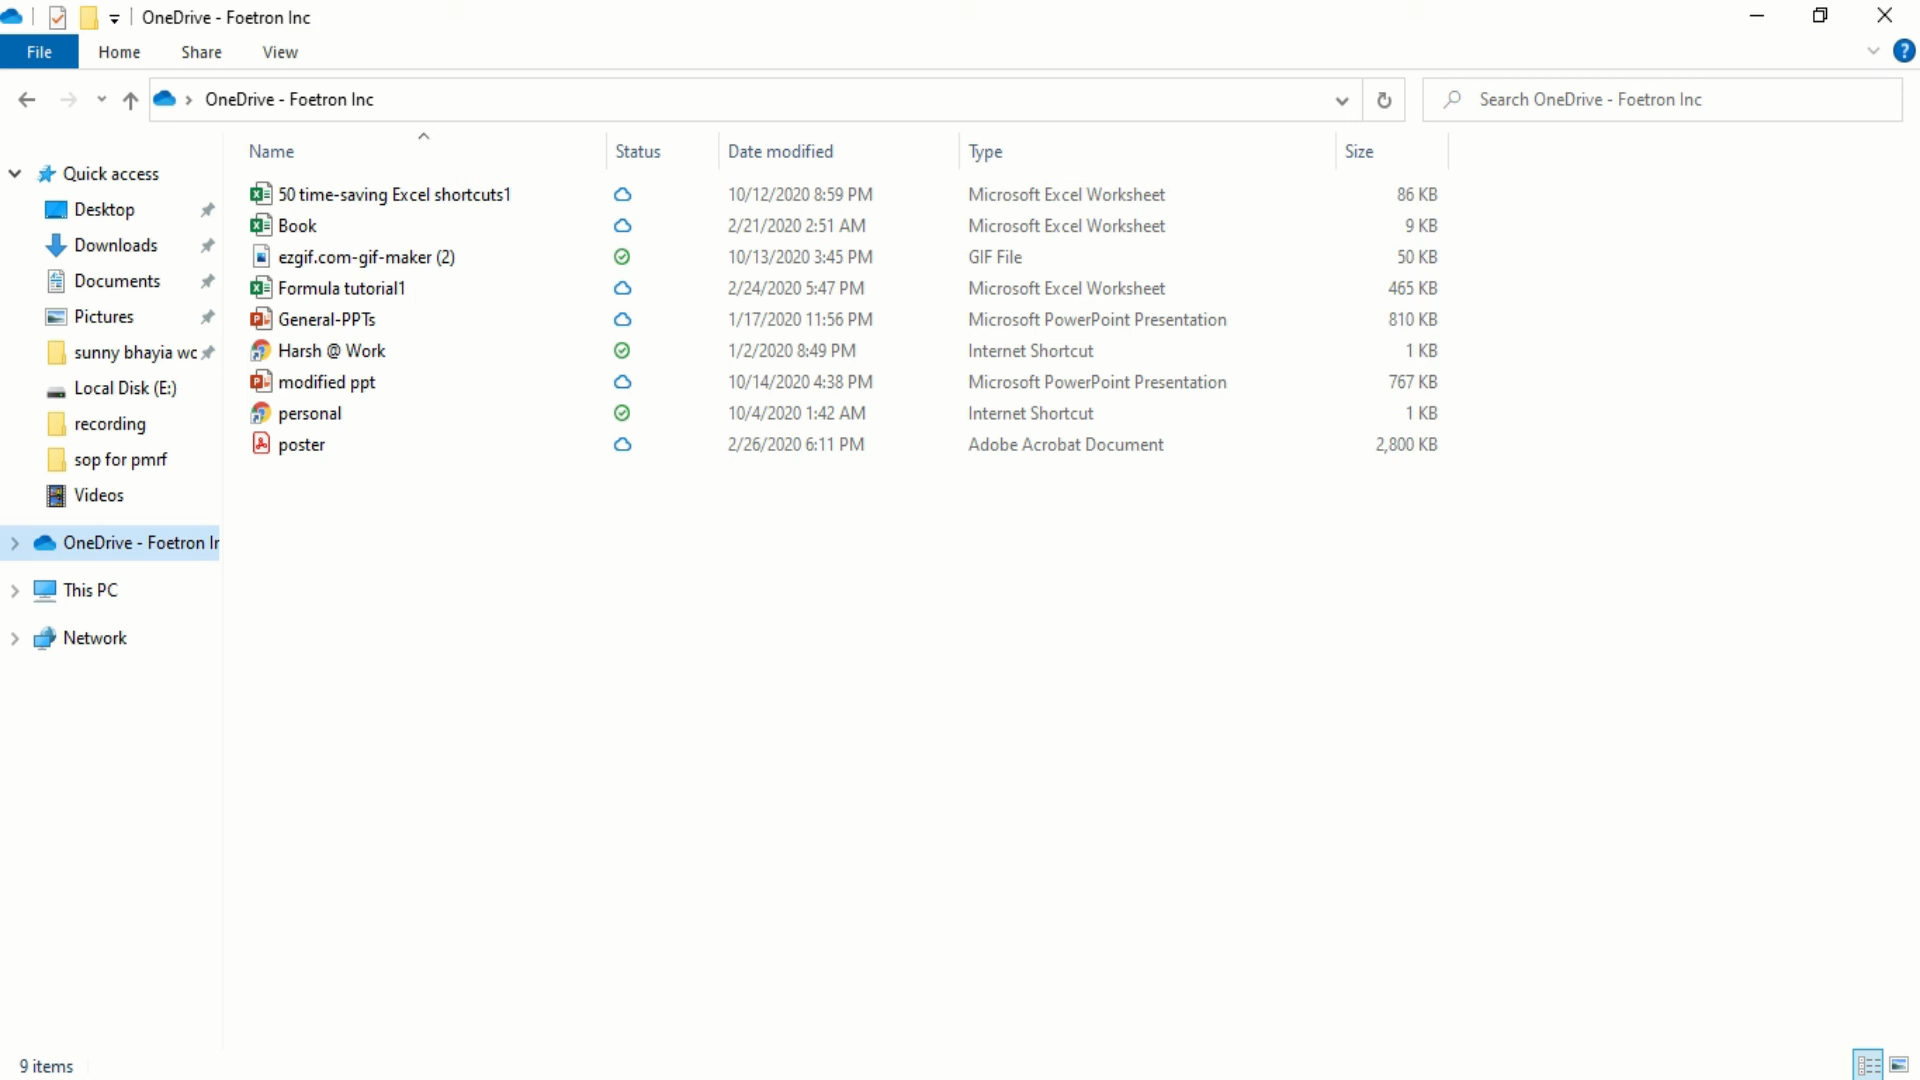 OneDrive - Foetron Inc
File Home Share View
OneDrive - Foetron Inc
Search OneDrive - Foetron Inc
Name Status Date modified Type Size
Quick access
Desktop
Downloads
Documents
Pictures
sunny bhayia wc
Local Disk (E:)
recording
sop for pmrf
Videos
OneDrive - Foetron Ir
This PC
Network
50 time-saving Excel shortcuts1 10/12/2020 8:59 PM Microsoft Excel Worksheet 86 KB
Book 2/21/2020 2:51 AM Microsoft Excel Worksheet 9 KB
ezgif.com-gif-maker (2) 10/13/2020 3:45 PM GIF File 50 KB
Formula tutorial1 2/24/2020 5:47 PM Microsoft Excel Worksheet 465 KB
General-PPTs 1/17/2020 11:56 PM Microsoft PowerPoint Presentation 810 KB
Harsh @ Work 1/2/2020 8:49 PM Internet Shortcut 1 KB
modified ppt 10/14/2020 4:38 PM Microsoft PowerPoint Presentation 767 KB
personal 10/4/2020 1:42 AM Internet Shortcut 1 KB
poster 2/26/2020 6:11 PM Adobe Acrobat Document 2,800 KB
9 items